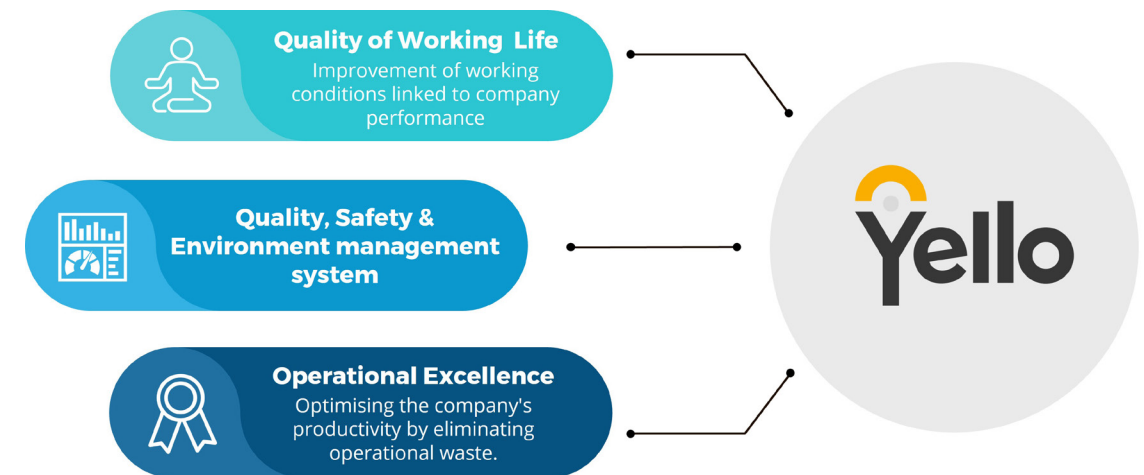 Quality of Working Life
Improvement of working
conditions linked to company
performance
Quality, Safety &
Environment management
system
Operational Excellence
Optimising the company's
productivity by eliminating
operational waste.
Yello